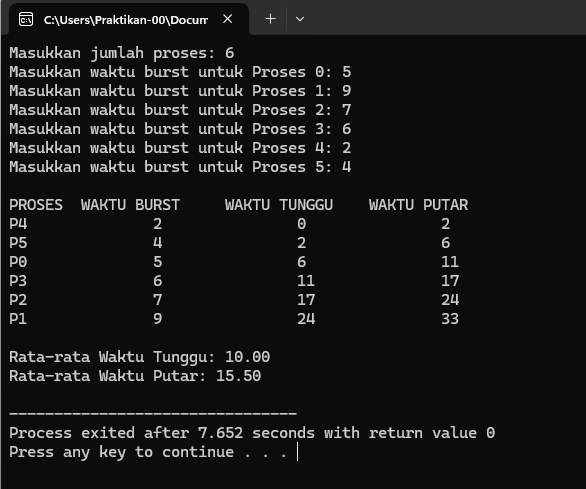 C:\Users\Praktikan-00\Docum
Masukkan jumlah proses: 6
Masukkan waktu burst untuk Proses 0: 5
Masukkan waktu burst untuk Proses 1: 9
Masukkan waktu burst untuk Proses 2: 7
Masukkan waktu burst untuk Proses 3: 6
Masukkan waktu burst untuk Proses 4: 2
Masukkan waktu burst untuk Proses 5: 4
PROSES  WAKTU BURST     WAKTU TUNGGU    WAKTU PUTAR
P4              2               0               2
P5              4               2               6
P0              5               6               11
P3              6               11              17
P2              7               17              24
P1              9               24              33
Rata-rata Waktu Tunggu: 10.00
Rata-rata Waktu Putar: 15.50
--------------------------------
Process exited after 7.652 seconds with return value 0
Press any key to continue . . .